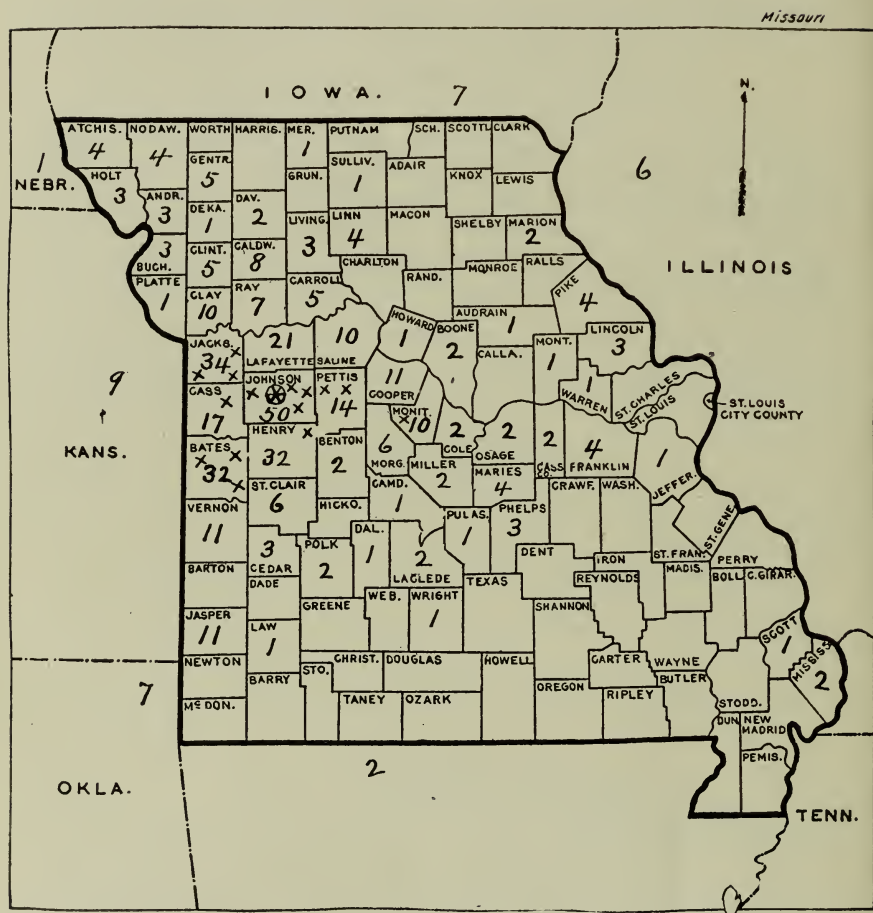 Missouri
IOWA. 7
N.
ATCHIS. NODAW. WORTH HARRIS. MER. PUTNAM SCH. SCOTTL CLARK
4 4 1
1 GENTR. SULLIV. ADAIR 6
NEBR. HOLT 5 GRUN. 1 KNOX LEWIS
3 ANDR. DAV.
3 DEKA. 2 LIVING. LINN MACON SHELBY MARION
1 3 4 2
3 CLINT. CALDW. CHARLTON MONROE RALLS ILLINOIS
BUCH. 5 8 RAND. PIKE
PLATTE CLAY RAY CARROLL AUDRAIN 4
1 10 7 5 1
JACKS. 21 10 HOWARD BOONE MONT. LINCOLN
34 LAFAYETTE SALINE 1 2 CALLA. 1 3
9 CASS JOHNSON PETTIS 11 1 ST. CHARLES
17 50 14 COOPER WARREN ST. LOUIS ST. LOUIS
CITY COUNTY
KANS. HENRY BENTON MONIT. 10 2 2 2 4 1
BATES 32 2 6 COLE OSAGE CASS CO. FRANKLIN JEFFER.
32 ST. CLAIR MORG. MILLER MARIES
6 HICKO. CAMD. 2 4 CRAWF. WASH. ST. GENE.
VERNON 1 PULAS. PHELPS
11 3 POLK DAL. 2 1 3 DENT IRON ST. FRAN. PERRY
BARTON CEDAR 2 1 LACLEDE TEXAS REYNOLDS MADIS. BOLL. C. GIRAR.
DADE GREENE WEB. WRIGHT SHANNON
JASPER LAW 1 SCOTT
11 1 1
NEWTON CHRIST. DOUGLAS HOWELL CARTER WAYNE MISSISS.
7 BARRY STO. OREGON RIPLEY BUTLER 2
McDON. TANEY OZARK STODD.
DUN. NEW
MADRID
OKLA. 2 PEMIS.
TENN.